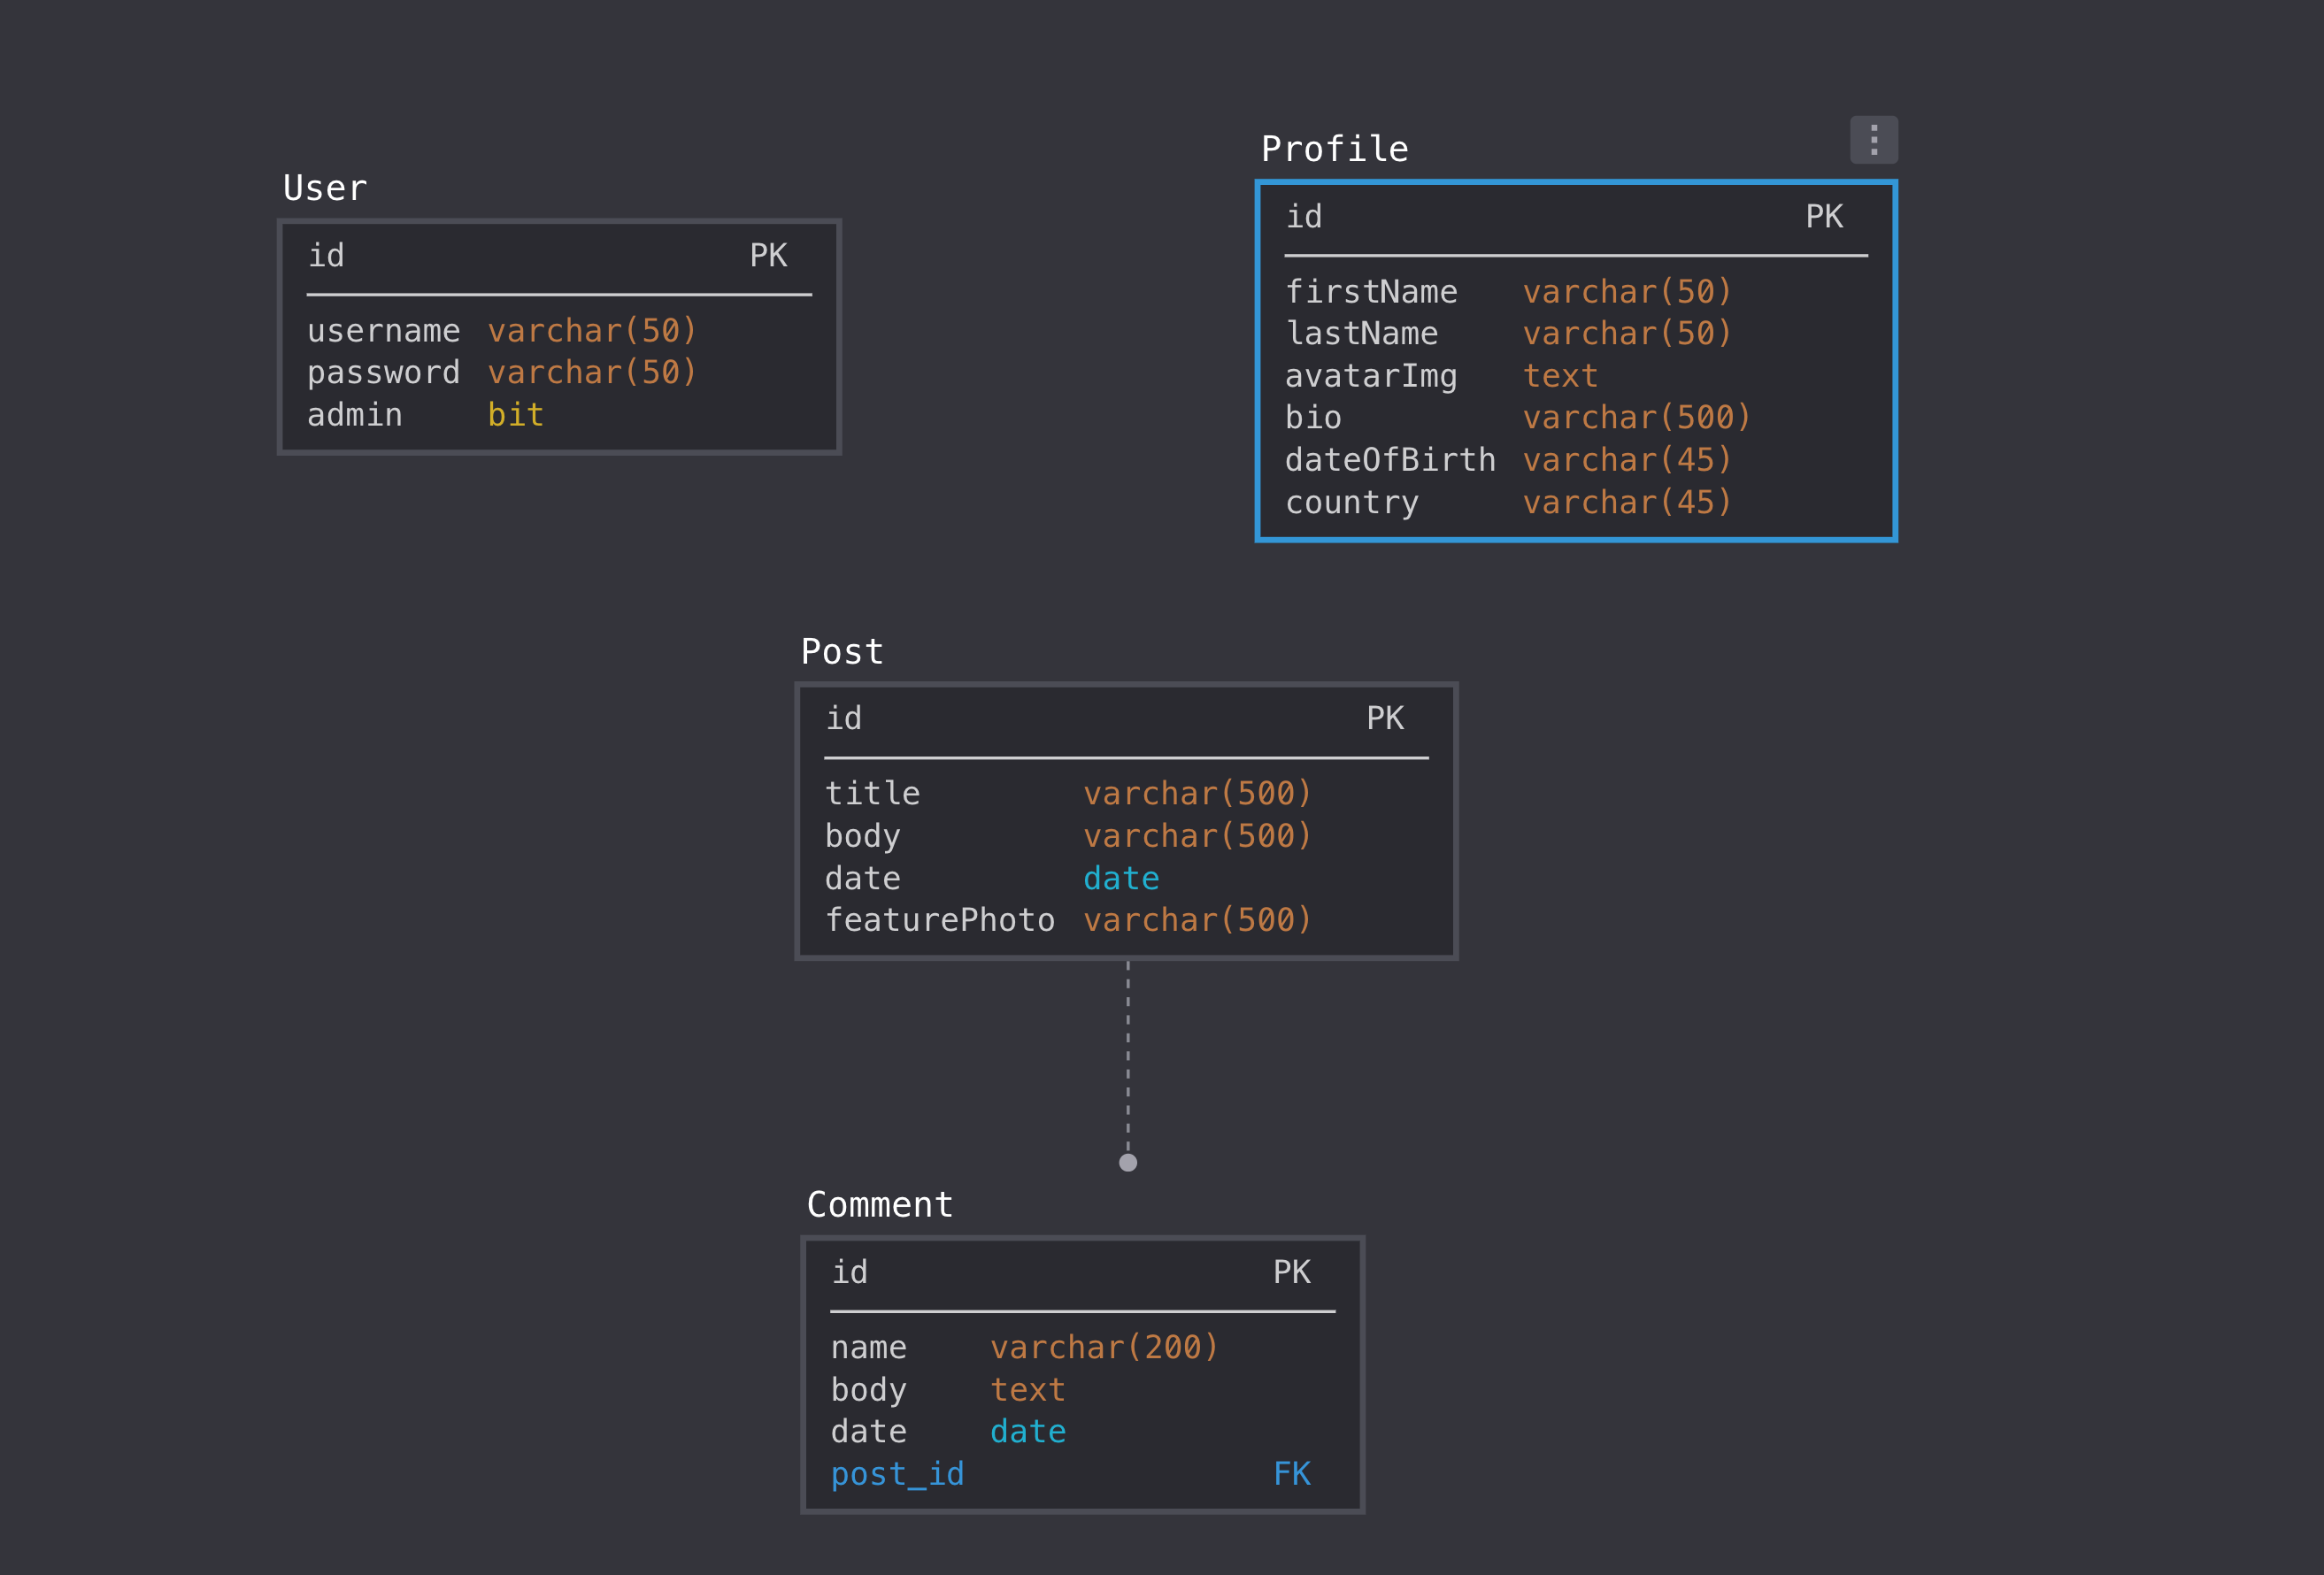 User
id PK
username varchar(50)
password varchar(50)
admin bit
Profile
id PK
firstName varchar(50)
lastName varchar(50)
avatarImg text
bio varchar(500)
dateOfBirth varchar(45)
country varchar(45)
Post
id PK
title varchar(500)
body varchar(500)
date date
featurePhoto varchar(500)
Comment
id PK
name varchar(200)
body text
date date
post_id FK